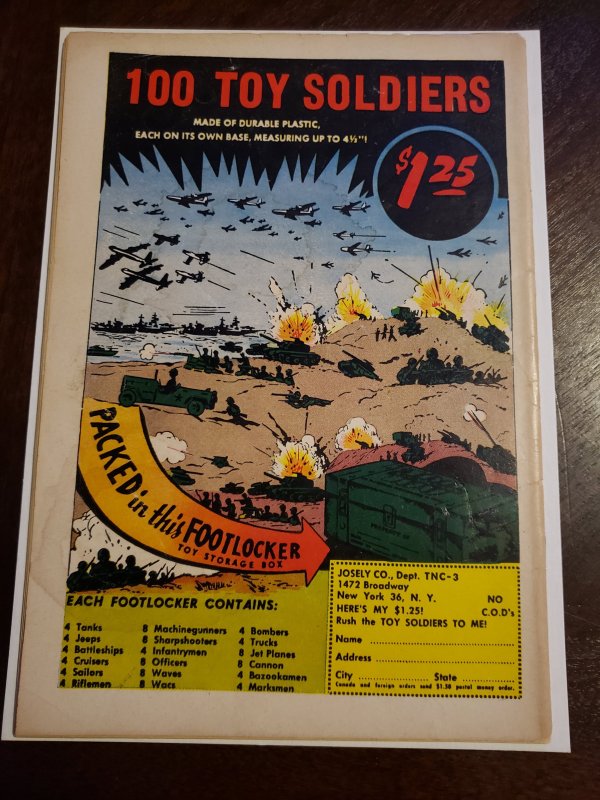 100 TOY SOLDIERS
MADE OF DURABLE PLASTIC,
EACH ON ITS OWN BASE, MEASURING UP TO 4½"!
$1.25
PACKED in this FOOTLOCKER
TOY STORAGE BOX
EACH FOOTLOCKER CONTAINS:
4 Tanks
4 Jeeps
4 Battleships
4 Cruisers
4 Sailors
4 Riflemen
8 Machinegunners
8 Sharpshooters
4 Infantrymen
8 Officers
8 Waves
8 Wacs
4 Bombers
4 Trucks
8 Jet Planes
8 Cannon
4 Bazookamen
4 Marksmen
JOSELY CO., Dept. TNC-3
1472 Broadway
New York 36, N. Y.
HERE'S MY $1.25!
NO
C.O.D's
Rush the TOY SOLDIERS TO ME!
Name
Address
City State
Canada and foreign orders send $1.50 postal money order.